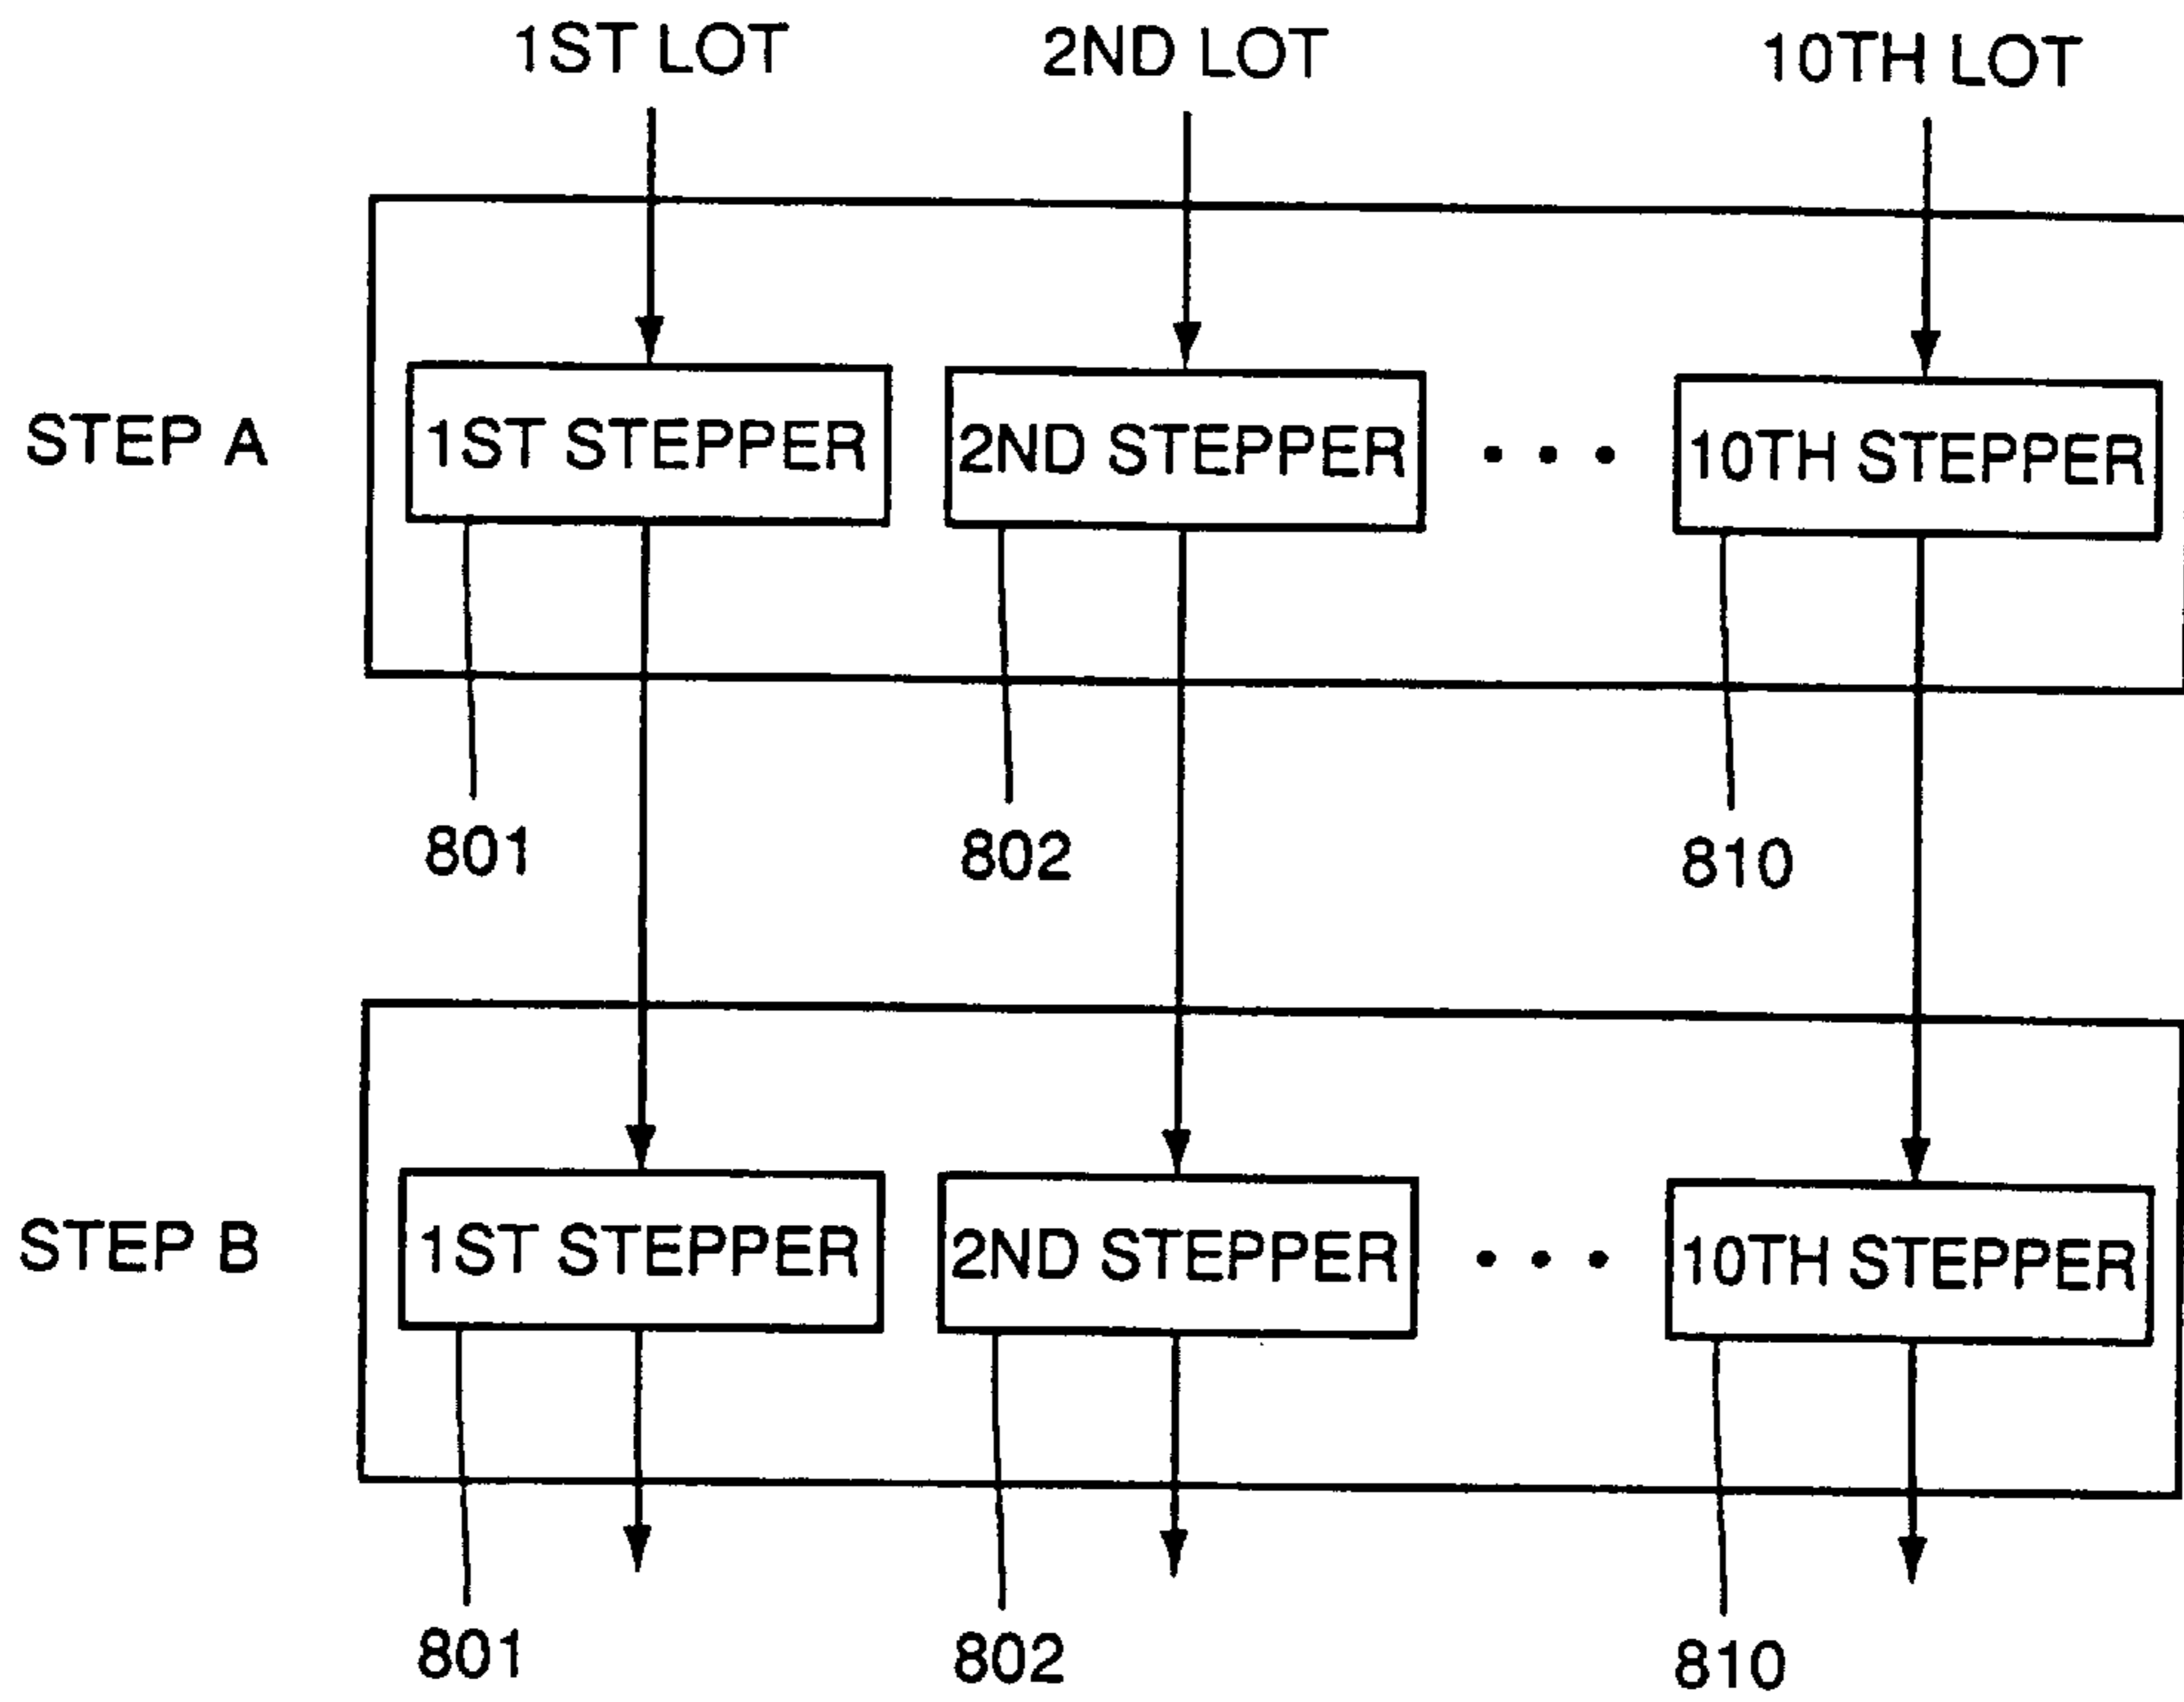 1ST LOT 2ND LOT 10TH LOT
STEP A 1ST STEPPER 2ND STEPPER • • • 10TH STEPPER
801 802 810
STEP B 1ST STEPPER 2ND STEPPER • • • 10TH STEPPER
801 802 810